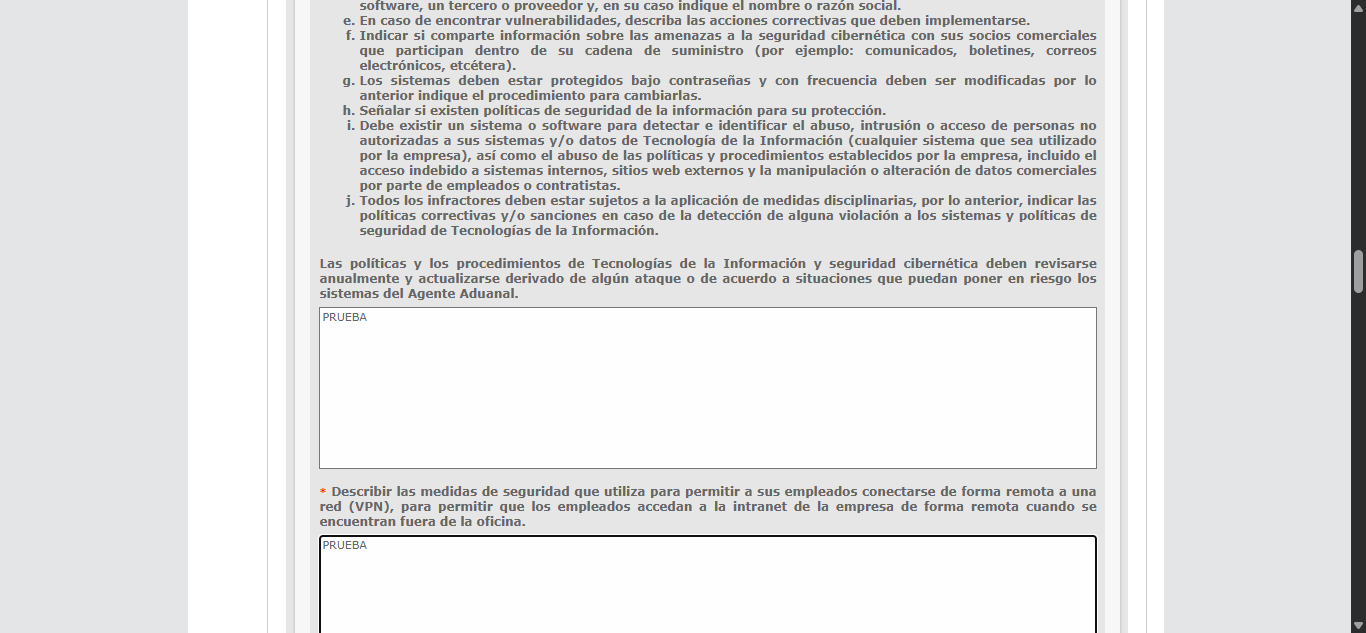 software, un tercero o proveedor y, en su caso indique el nombre o razón social.
e. En caso de encontrar vulnerabilidades, describa las acciones correctivas que deben implementarse.
f. Indicar si comparte información sobre las amenazas a la seguridad cibernética con sus socios comerciales
que participan dentro de su cadena de suministro (por ejemplo: comunicados, boletines, correos
electrónicos, etcétera).
g. Los sistemas deben estar protegidos bajo contraseñas y con frecuencia deben ser modificadas por lo
anterior indique el procedimiento para cambiarlas.
h. Señalar si existen políticas de seguridad de la información para su protección.
i. Debe existir un sistema o software para detectar e identificar el abuso, intrusión o acceso de personas no
autorizadas a sus sistemas y/o datos de Tecnología de la Información (cualquier sistema que sea utilizado
por la empresa), así como el abuso de las políticas y procedimientos establecidos por la empresa, incluido el
acceso indebido a sistemas internos, sitios web externos y la manipulación o alteración de datos comerciales
por parte de empleados o contratistas.
j. Todos los infractores deben estar sujetos a la aplicación de medidas disciplinarias, por lo anterior, indicar las
políticas correctivas y/o sanciones en caso de la detección de alguna violación a los sistemas y políticas de
seguridad de Tecnologías de la Información.
Las políticas y los procedimientos de Tecnologías de la Información y seguridad cibernética deben revisarse
anualmente y actualizarse derivado de algún ataque o de acuerdo a situaciones que puedan poner en riesgo los
sistemas del Agente Aduanal.
PRUEBA
* Describir las medidas de seguridad que utiliza para permitir a sus empleados conectarse de forma remota a una
red (VPN), para permitir que los empleados accedan a la intranet de la empresa de forma remota cuando se
encuentran fuera de la oficina.
PRUEBA